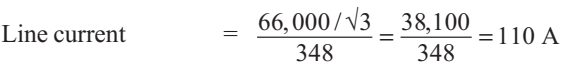 Line current = 66,000 / √3 / 348 = 38,100 / 348 = 110 A